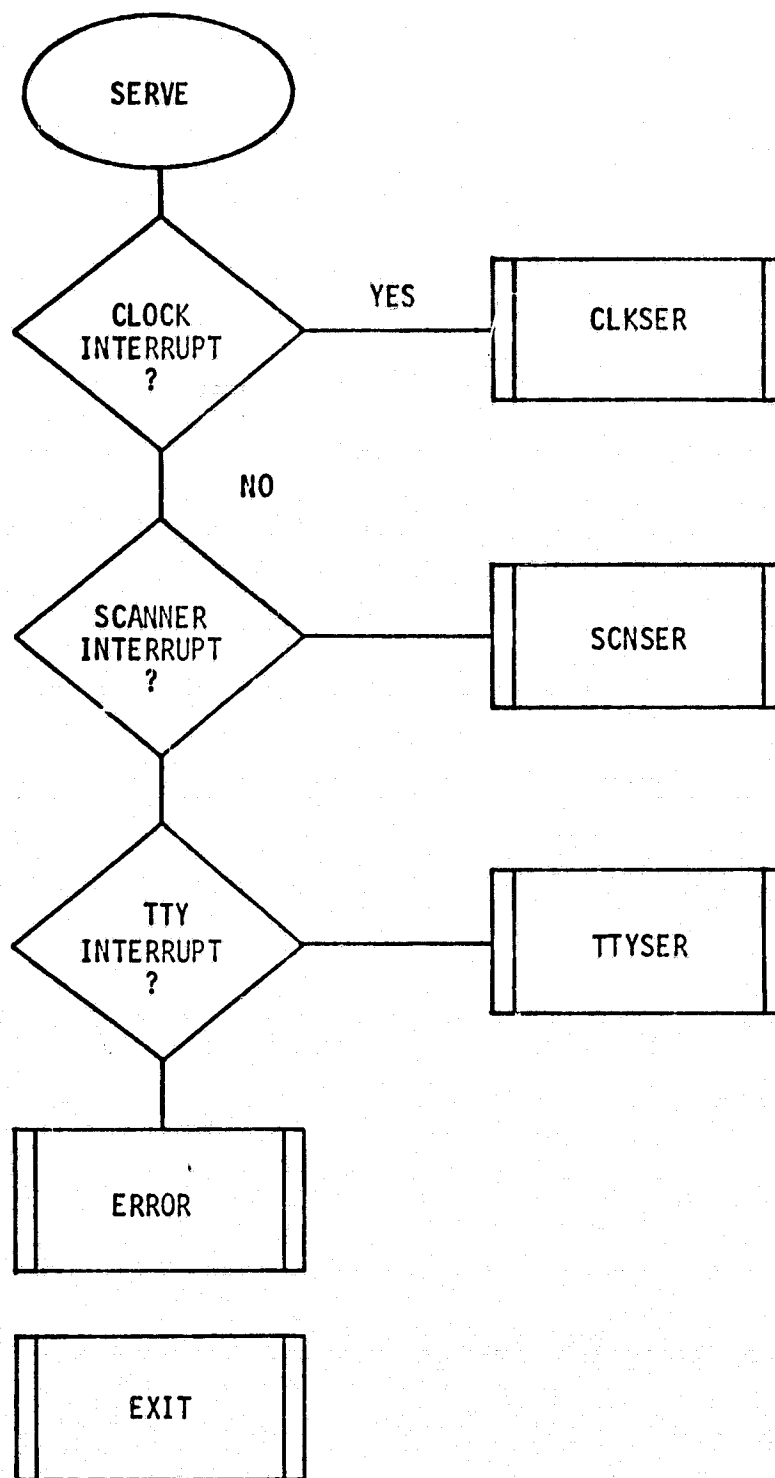 SERVE
CLOCK
INTERRUPT
?
YES
CLKSER
NO
SCANNER
INTERRUPT
?
SCNSER
TTY
INTERRUPT
?
TTYSER
ERROR
EXIT